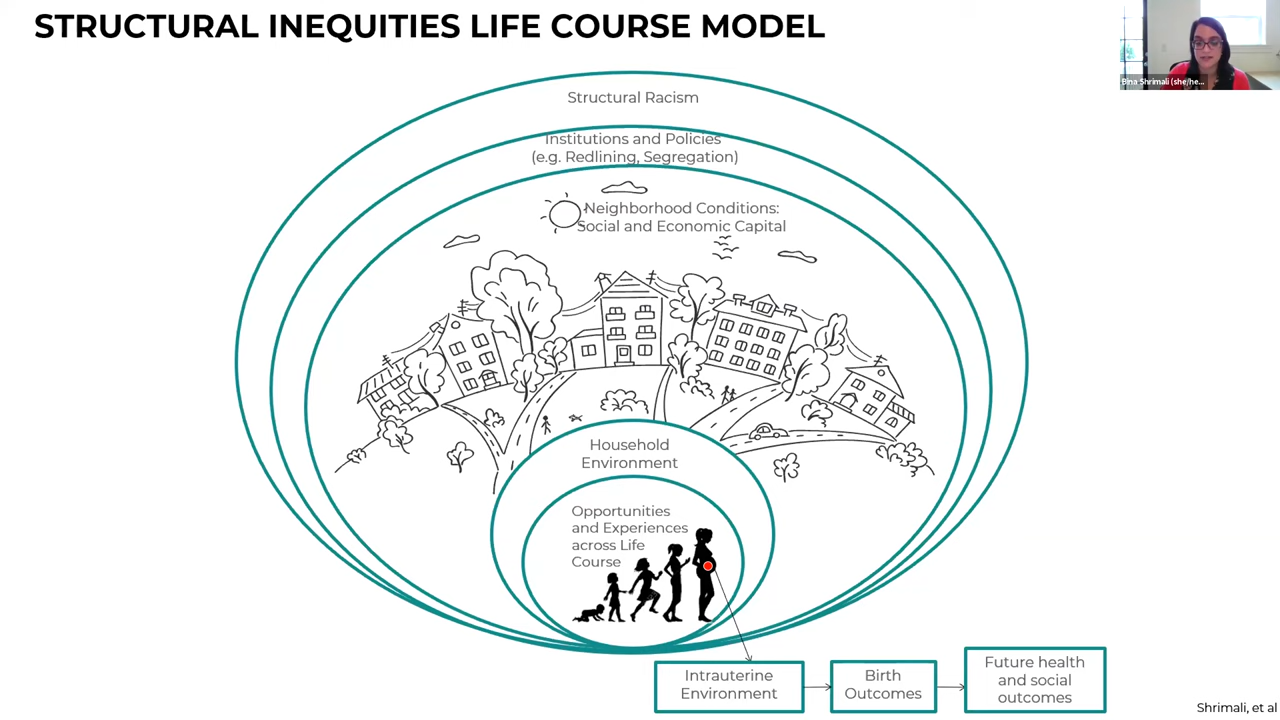 STRUCTURAL INEQUITIES LIFE COURSE MODEL
Bina Shrimali (she/he...
Structural Racism
Institutions and Policies
(e.g. Redlining, Segregation)
Neighborhood Conditions:
Social and Economic Capital
Household
Environment
Opportunities
and Experiences
across Life
Course
Intrauterine
Environment
Birth
Outcomes
Future health
and social
outcomes
Shrimali, et al